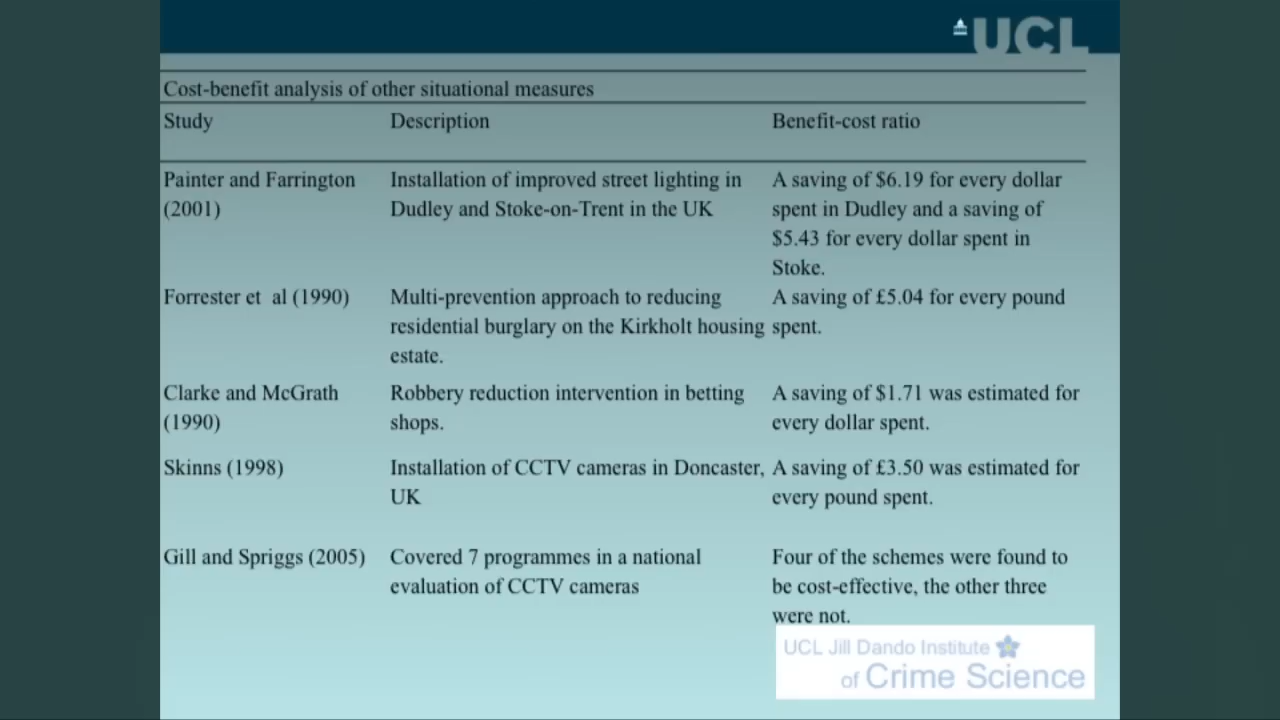 UCL
Cost-benefit analysis of other situational measures
Study Description Benefit-cost ratio
Painter and Farrington Installation of improved street lighting in A saving of $6.19 for every dollar
(2001) Dudley and Stoke-on-Trent in the UK spent in Dudley and a saving of
$5.43 for every dollar spent in
Stoke.
Forrester et al (1990) Multi-prevention approach to reducing A saving of £5.04 for every pound
residential burglary on the Kirkholt housing spent.
estate.
Clarke and McGrath Robbery reduction intervention in betting A saving of $1.71 was estimated for
(1990) shops. every dollar spent.
Skinns (1998) Installation of CCTV cameras in Doncaster, A saving of £3.50 was estimated for
UK every pound spent.
Gill and Spriggs (2005) Covered 7 programmes in a national Four of the schemes were found to
evaluation of CCTV cameras be cost-effective, the other three
were not.
UCL Jill Dando Institute
of Crime Science